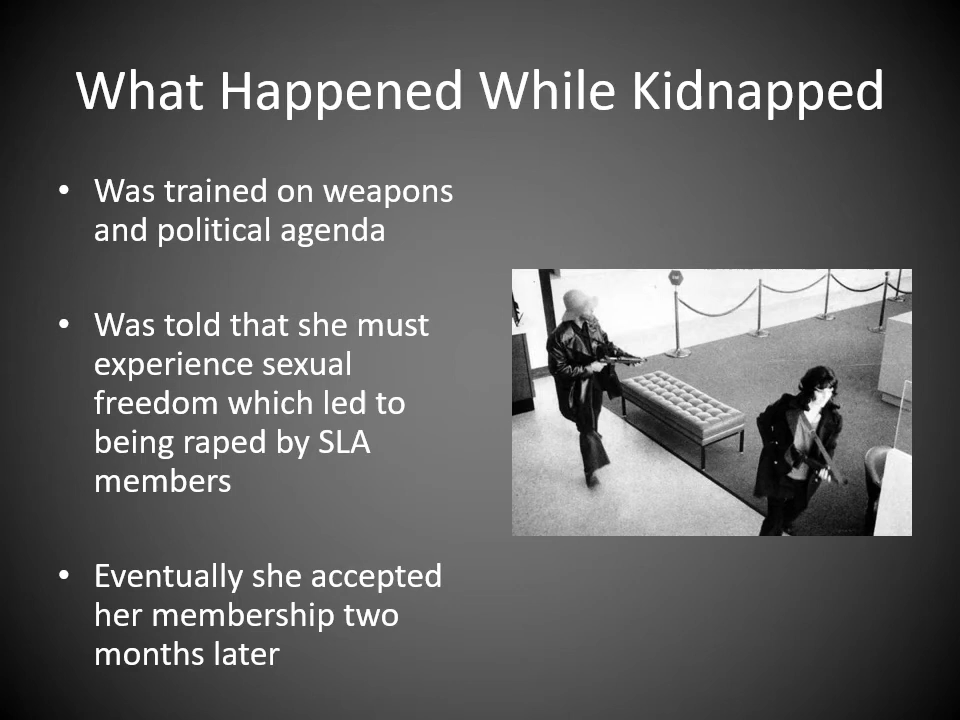 What Happened While Kidnapped
• Was trained on weapons
and political agenda
• Was told that she must
experience sexual
freedom which led to
being raped by SLA
members
• Eventually she accepted
her membership two
months later